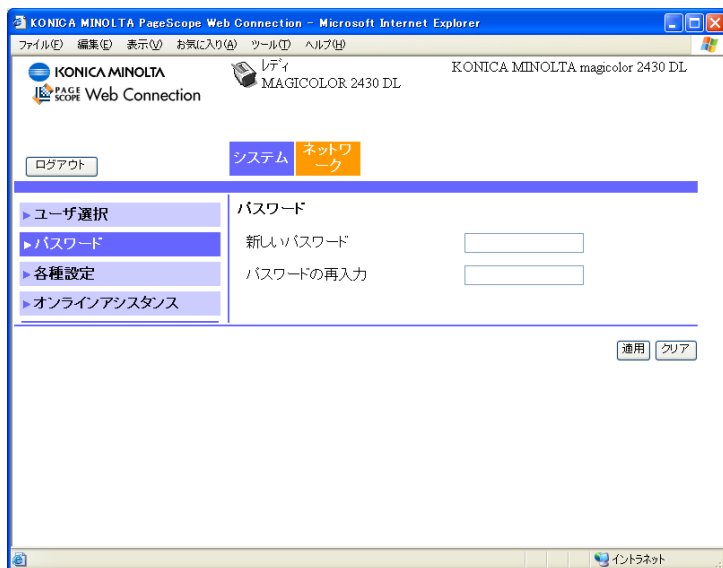 KONICA MINOLTA PageScope Web Connection - Microsoft Internet Explorer
ファイル(F) 編集(E) 表示(V) お気に入り(A) ツール(T) ヘルプ(H)
KONICA MINOLTA
PAGE SCOPE Web Connection
レディ
MAGICOLOR 2430 DL
KONICA MINOLTA magicolor 2430 DL
ログアウト
システム
ネットワ
ーク
ユーザ選択
パスワード
各種設定
オンラインアシスタンス
パスワード
新しいパスワード
パスワードの再入力
適用 クリア
イントラネット